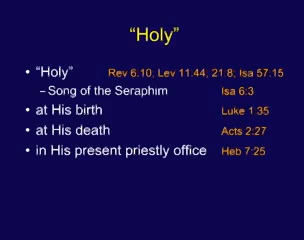 “Holy”
• “Holy” Rev 6.10, Lev 11.44; 21.8; Isa 57.15
– Song of the Seraphim Isa 6:3
• at His birth Luke 1:35
• at His death Acts 2:27
• in His present priestly office Heb 7:25